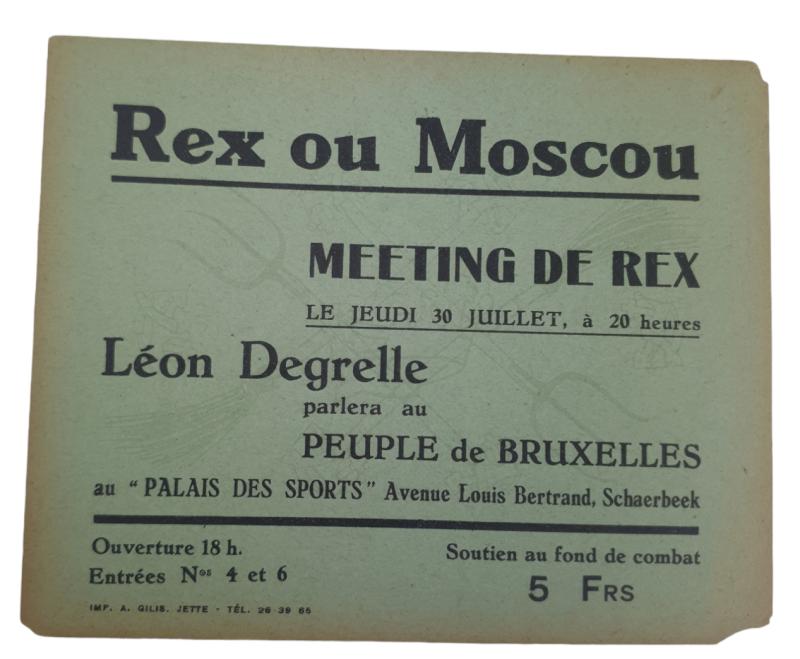 Rex ou Moscou
MEETING DE REX
LE JEUDI 30 JUILLET, à 20 heures
Léon Degrelle
parlera au
PEUPLE de BRUXELLES
au "PALAIS DES SPORTS" Avenue Louis Bertrand, Schaerbeek
Ouverture 18 h.
Entrées Nos 4 et 6
Soutien au fond de combat
5 FRS
IMP. A. GILIS. JETTE - TÉL. 26 39 65